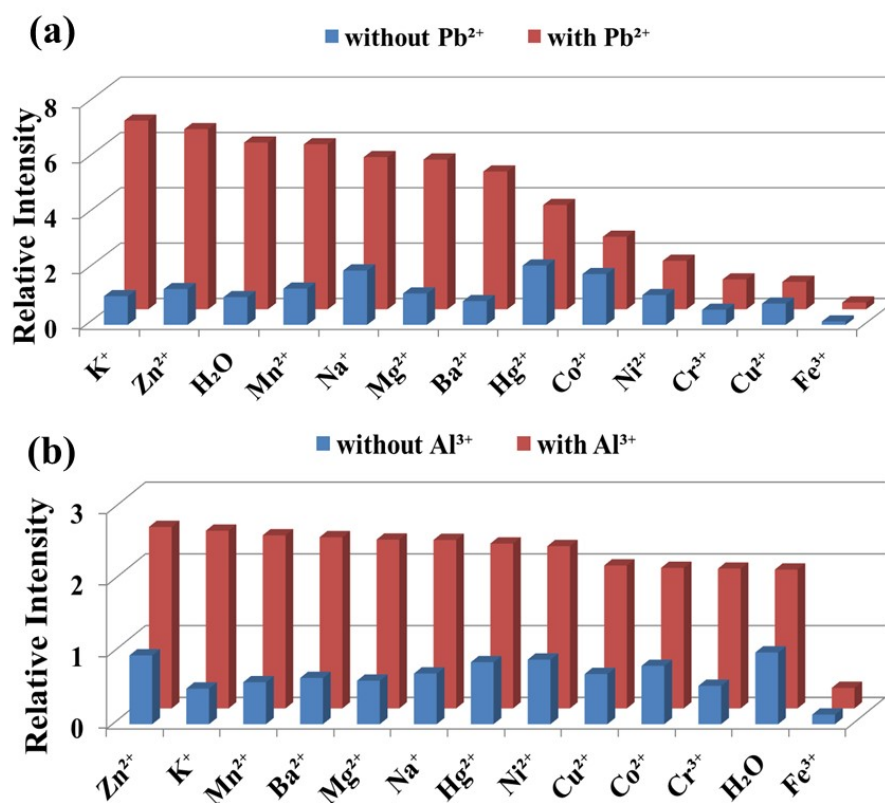 (a)
without Pb²⁺ with Pb²⁺
Relative Intensity
8
6
4
2
0
K⁺ Zn²⁺ H₂O Mn²⁺ Na⁺ Mg²⁺ Ba²⁺ Hg²⁺ Co²⁺ Ni²⁺ Cr³⁺ Cu²⁺ Fe³⁺
(b)
without Al³⁺ with Al³⁺
Relative Intensity
3
2
1
0
Zn²⁺ K⁺ Mn²⁺ Ba²⁺ Mg²⁺ Na⁺ Hg²⁺ Ni²⁺ Cu²⁺ Co²⁺ Cr³⁺ H₂O Fe³⁺